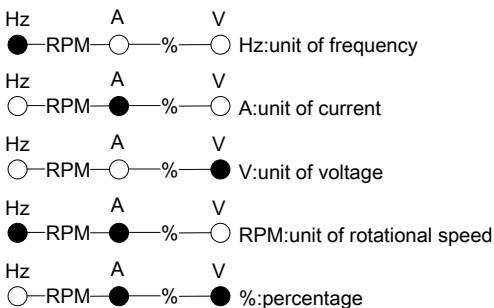 Hz A V
RPM % Hz:unit of frequency
Hz A V
RPM % A:unit of current
Hz A V
RPM % V:unit of voltage
Hz A V
RPM % RPM:unit of rotational speed
Hz A V
RPM % %:percentage